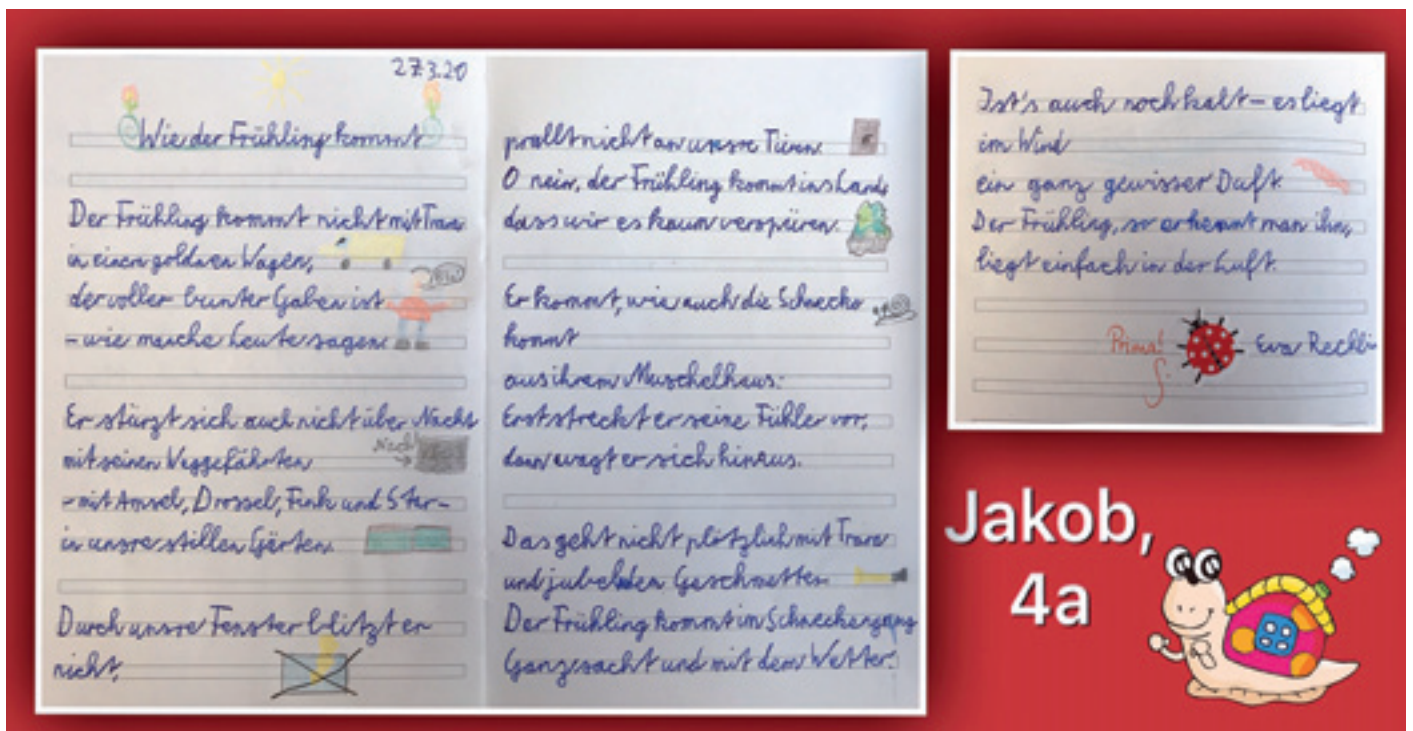 27.3.20
Wie der Frühling kommt
Der Frühling kommt nicht mit Trara
in einem goldnen Wagen,
der voller bunter Gaben ist
- wie manche Leute sagen.
Er stürzt sich auch nicht über Nacht
Nacht
mit seinen Weggefährten
- mit Amsel, Drossel, Fink und Star -
in unsre stillen Gärten.
Durch unsre Fenster blitzt er
nicht,
prallt nicht an unsre Türen.
O nein, der Frühling kommt ins Land,
dass wir es kaum verspüren.
Er kommt, wie auch die Schnecke
kommt
aus ihrem Muschelhaus:
Erst streckt er seine Fühler vor,
dann wagt er sich hinaus.
Das geht nicht plötzlich mit Trara
und jubelnden Geschmetter.
Der Frühling kommt im Schneckengang
Ganz sacht und mit dem Wetter.
Ist's auch noch kalt - es liegt
im Wind
ein ganz gewisser Duft.
Der Frühling, so erkennt man ihn,
liegt einfach in der Luft.
Prima!
Eva Rechlin
Jakob,
4a